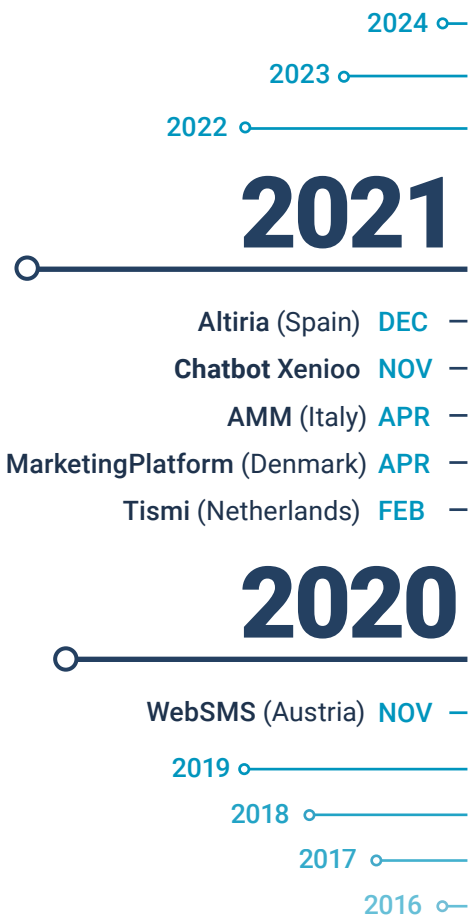 2024
2023
2022
2021
Altiria (Spain) DEC
Chatbot Xenioo NOV
AMM (Italy) APR
MarketingPlatform (Denmark) APR
Tismi (Netherlands) FEB
2020
WebSMS (Austria) NOV
2019
2018
2017
2016